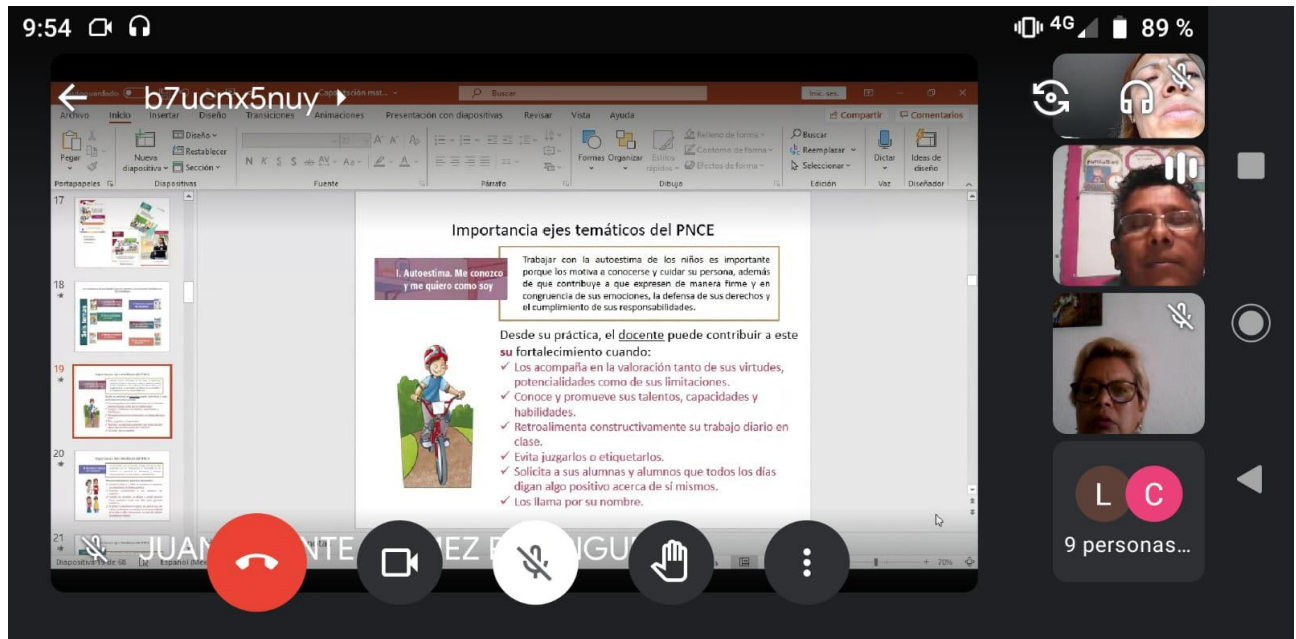 9:54
4G 89 %
b7ucnx5nuy
Buscar
Inic. ses.
Archivo Inicio Insertar Diseño Transiciones Animaciones Presentación con diapositivas Revisar Vista Ayuda
Compartir Comentarios
Pegar
Nueva diapositiva
Diseño
Restablecer
Sección
N K S S
Formas Organizar Estilos rápidos
Relleno de forma
Contorno de forma
Efectos de forma
Buscar
Reemplazar
Seleccionar
Dictar
Ideas de diseño
Portapapeles Diapositivas Fuente Párrafo Dibujo Edición Voz Diseñador
17
18
19
20
21
Importancia ejes temáticos del PNCE
I. Autoestima. Me conozco
y me quiero como soy
Trabajar con la autoestima de los niños es importante
porque los motiva a conocerse y cuidar su persona, además
de que contribuye a que expresen de manera firme y en
congruencia de sus emociones, la defensa de sus derechos y
el cumplimiento de sus responsabilidades.
Desde su práctica, el docente puede contribuir a este
su fortalecimiento cuando:
✓ Los acompaña en la valoración tanto de sus virtudes,
potencialidades como de sus limitaciones.
✓ Conoce y promueve sus talentos, capacidades y
habilidades.
✓ Retroalimenta constructivamente su trabajo diario en
clase.
✓ Evita juzgarlos o etiquetarlos.
✓ Solicita a sus alumnas y alumnos que todos los días
digan algo positivo acerca de sí mismos.
✓ Los llama por su nombre.
JUAN
Diapositiva 19 de 68
70%
L C
9 personas...